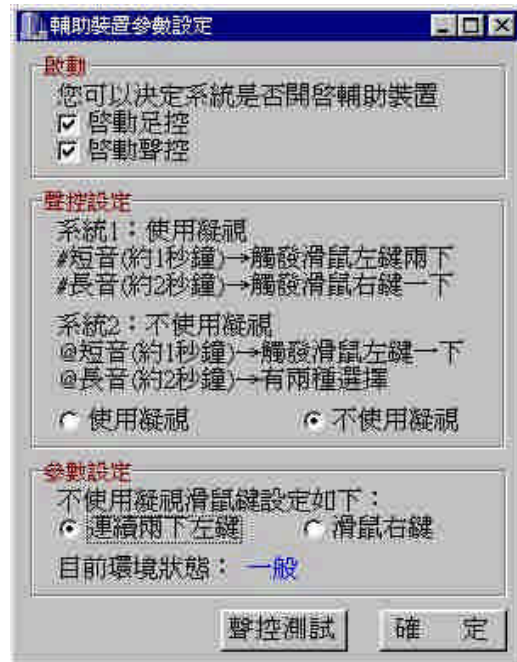 輔助裝置參數設定
啟動
您可以決定系統是否開啓輔助裝置
啓動足控
啓動聲控
聲控設定
系統1：使用凝視
#短音(約1秒鐘)→觸發滑鼠左鍵兩下
#長音(約2秒鐘)→觸發滑鼠右鍵一下
系統2：不使用凝視
@短音(約1秒鐘)→觸發滑鼠左鍵一下
@長音(約2秒鐘)→有兩種選擇
使用凝視 不使用凝視
參數設定
不使用凝視滑鼠鍵設定如下：
連續兩下左鍵 滑鼠右鍵
目前環境狀態： 一般
聲控測試 確 定